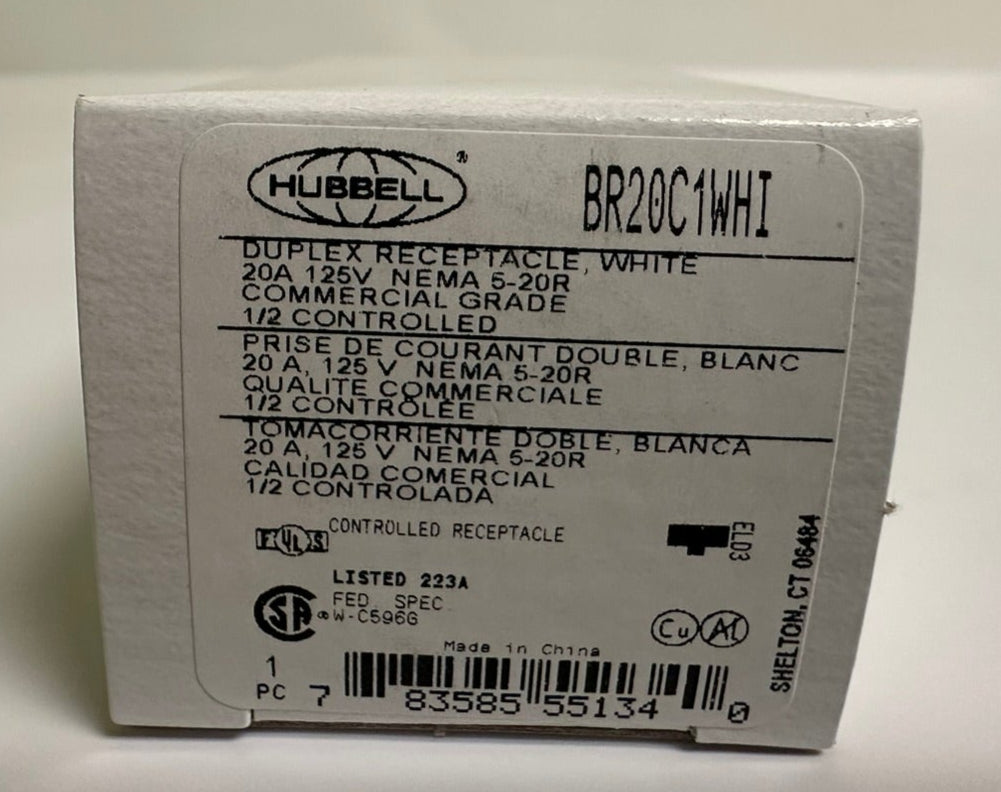 HUBBELL®
BR20C1WHI
DUPLEX RECEPTACLE, WHITE
20A 125V NEMA 5-20R
COMMERCIAL GRADE
1/2 CONTROLLED
PRISE DE COURANT DOUBLE, BLANC
20 A, 125 V NEMA 5-20R
QUALITE COMMERCIALE
1/2 CONTRÔLÉE
TOMACORRIENTE DOBLE, BLANCA
20 A, 125 V NEMA 5-20R
CALIDAD COMERCIAL
1/2 CONTROLADA
UL CONTROLLED RECEPTACLE
ELD3
LISTED 223A
SA®
FED. SPEC
W-C596G
Cu Al
SHELTON, CT 06484
Made in China
1
PC
7 83585 55134 0